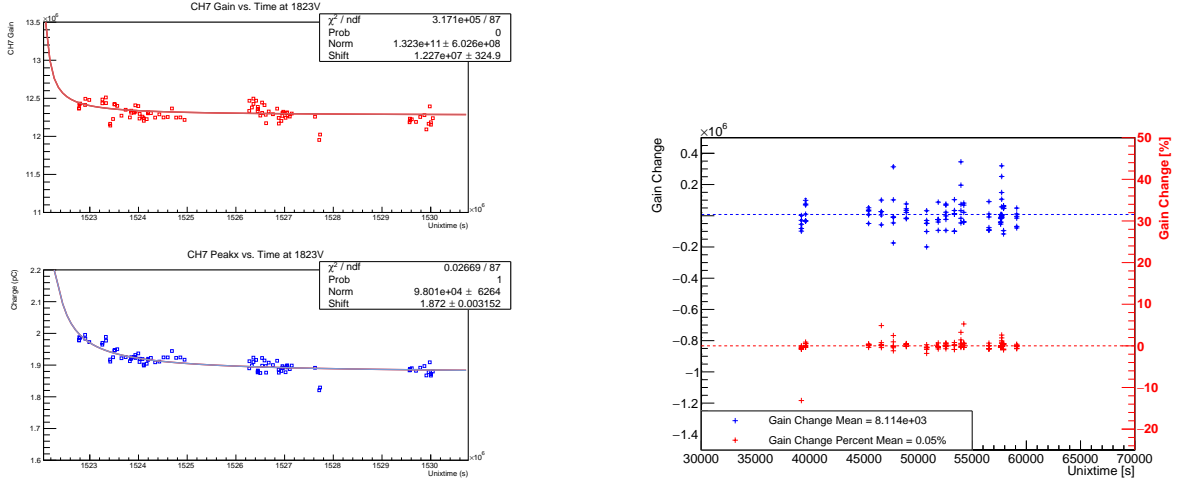 CH7 Gain vs. Time at 1823V
×10⁶
CH7 Gain
13.5
13
12.5
12
11.5
11
χ² / ndf 3.171e+05 / 87
Prob 0
Norm 1.323e+11 ± 6.026e+08
Shift 1.227e+07 ± 324.9
1523 1524 1525 1526 1527 1528 1529 1530
×10⁶
Unixtime (s)
CH7 Peakx vs. Time at 1823V
Charge (pC)
2.2
2.1
2
1.9
1.8
1.7
1.6
χ² / ndf 0.02669 / 87
Prob 1
Norm 9.801e+04 ± 6264
Shift 1.872 ± 0.003152
1523 1524 1525 1526 1527 1528 1529 1530
×10⁶
Unixtime (s)
×10⁶
Gain Change
0.4
0.2
0
−0.2
−0.4
−0.6
−0.8
−1
−1.2
−1.4
Gain Change [%]
50
40
30
20
10
0
−10
−20
Gain Change Mean = 8.114e+03
Gain Change Percent Mean = 0.05%
30000 35000 40000 45000 50000 55000 60000 65000 70000
Unixtime [s]